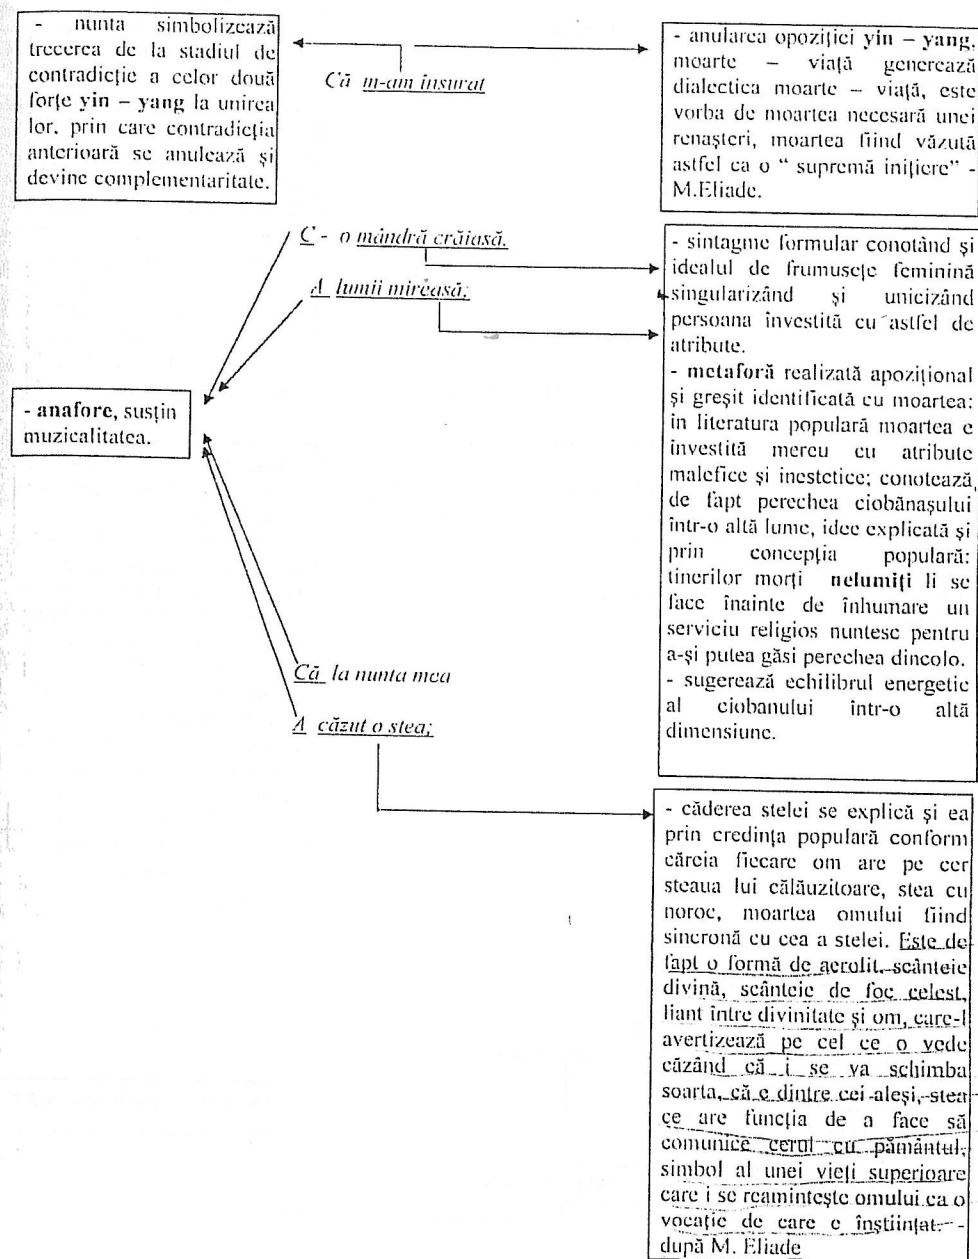 - nunta simbolizează
trecerea de la stadiul de
contradicție a celor două
forțe yin – yang la unirea
lor, prin care contradicția
anterioară se anulează și
devine complementaritate.
Că m-am însurat
- anularea opoziției yin – yang,
moarte – viață generează
dialectica moarte – viață, este
vorba de moartea necesară unei
renașteri, moartea fiind văzută
astfel ca o “ supremă inițiere” -
M.Eliade.
C - o mândră crăiasă,
A lumii mireasă;
- sintagme formular conotând și
idealul de frumusețe feminină
singularizând și unicizând
persoana învestită cu astfel de
atribute.
- metaforă realizată apozițional
și greșit identificată cu moartea:
în literatura populară moartea e
învestită mereu cu atribute
malefice și inestetice; conotează,
de fapt perechea ciobănașului
într-o altă lume, idee explicată și
prin concepția populară:
tinerilor morți nelumiți li se
face înainte de înhumare un
serviciu religios nuntesc pentru
a-și putea găsi perechea dincolo.
- sugerează echilibrul energetic
al ciobanului într-o altă
dimensiune.
- anafore, susțin
muzicalitatea.
Că la nunta mea
A căzut o stea;
- căderea stelei se explică și ea
prin credința populară conform
căreia fiecare om are pe cer
steaua lui călăuzitoare, stea cu
noroc, moartea omului fiind
sincronă cu cea a stelei. Este de
fapt o formă de aerolit, scânteie
divină, scânteie de foc celest,
liant între divinitate și om, care-l
avertizează pe cel ce o vede
căzând că i se va schimba
soarta, că e dintre cei aleși, stea
ce are funcția de a face să
comunice cerul cu pământul,
simbol al unei vieți superioare
care i se reamintește omului ca o
vocație de care e înștiințat. -
după M. Eliade